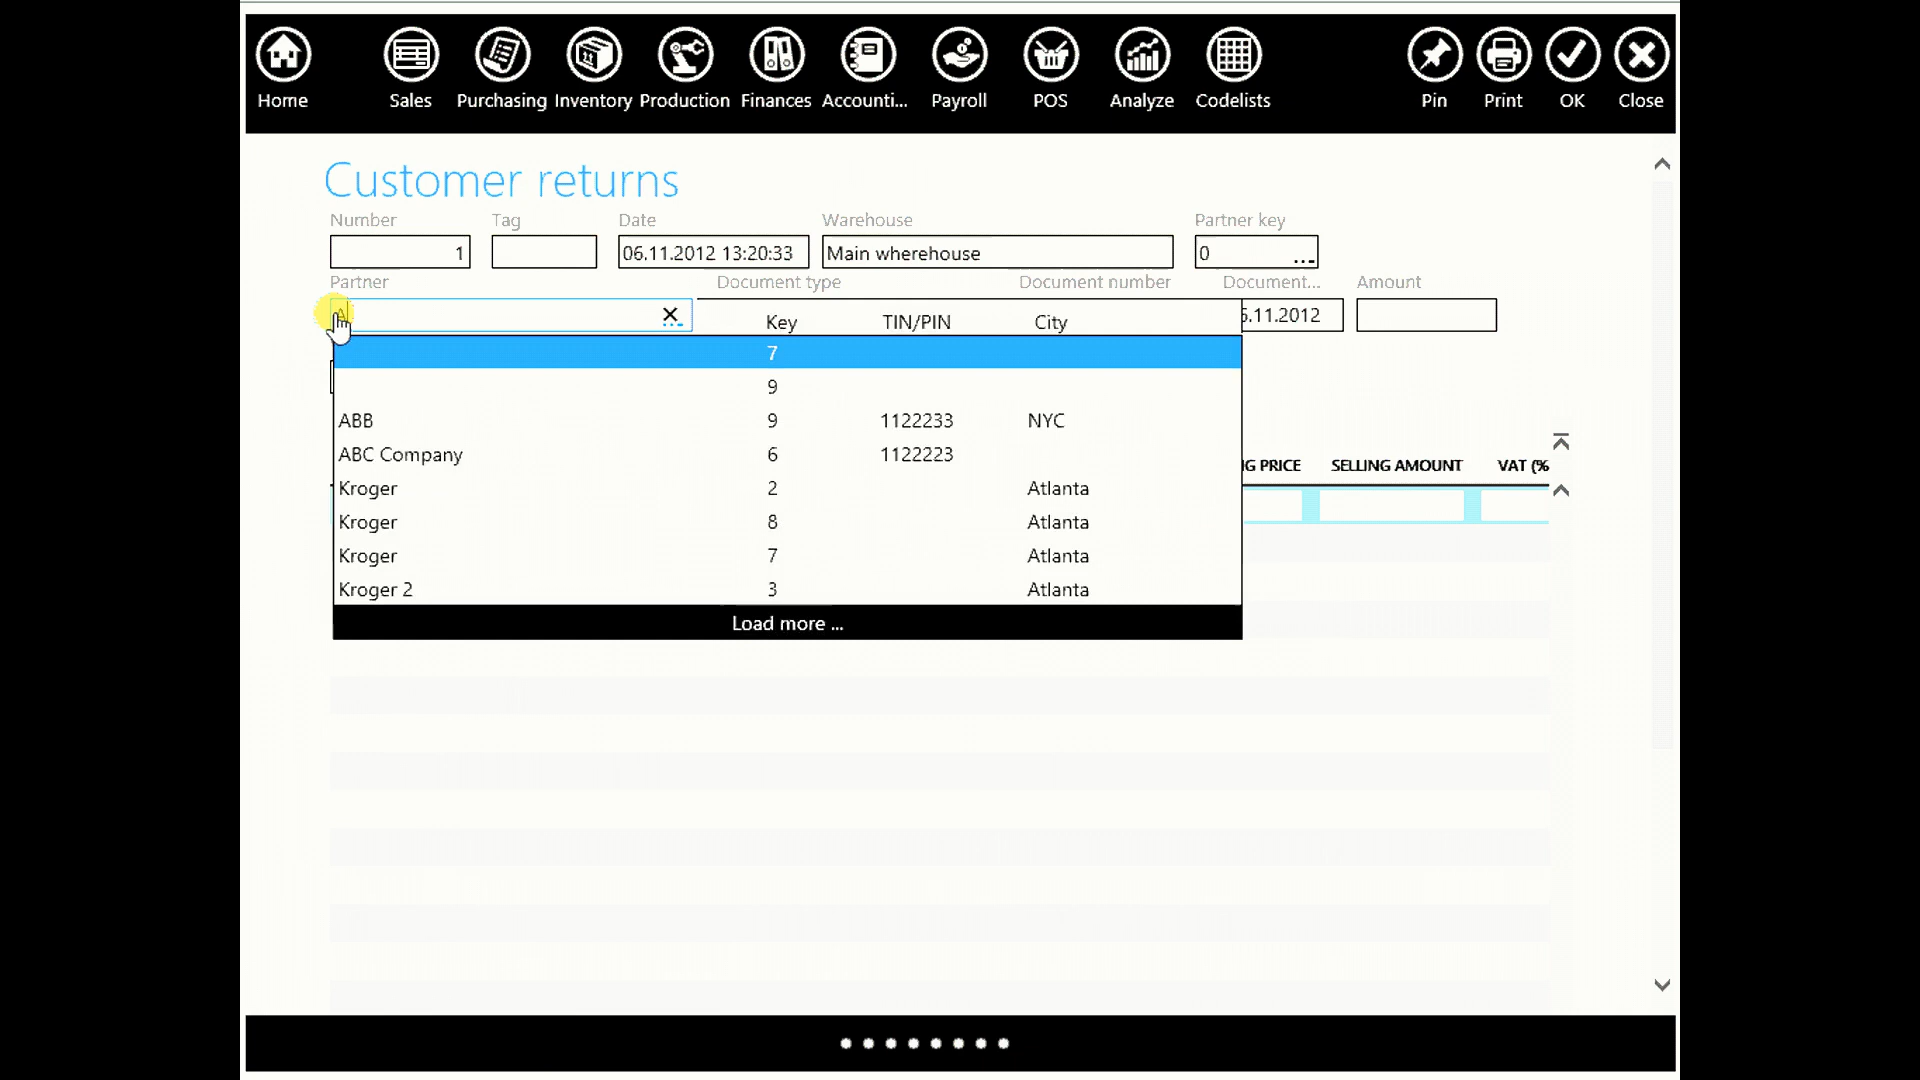 Home Sales Purchasing Inventory Production Finances Accounti... Payroll POS Analyze Codelists Pin Print OK Close
Customer returns
Number Tag Date Warehouse Partner key
1 06.11.2012 13:20:33 Main wherehouse 0 ...
Partner Document type Document number Document... Amount
.11.2012
Key TIN/PIN City
7
9
ABB 9 1122233 NYC
ABC Company 6 1122223
G PRICE SELLING AMOUNT VAT (%
Kroger 2 Atlanta
Kroger 8 Atlanta
Kroger 7 Atlanta
Kroger 2 3 Atlanta
Load more ...